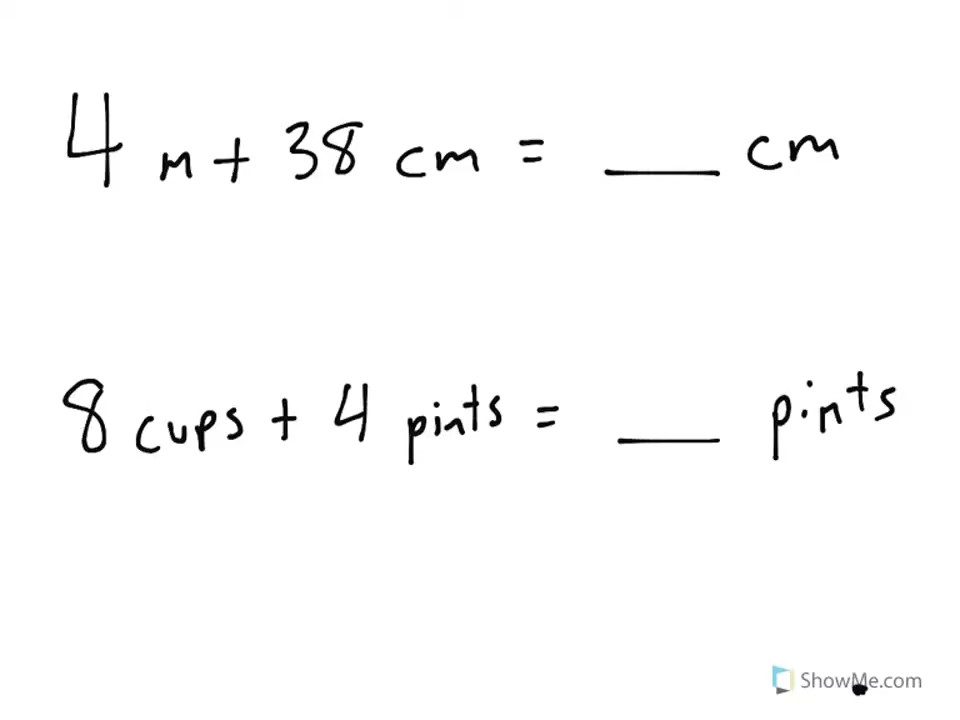 4 m + 38 cm = ___ cm
8 cups + 4 pints = ___ pints
ShowMe.com